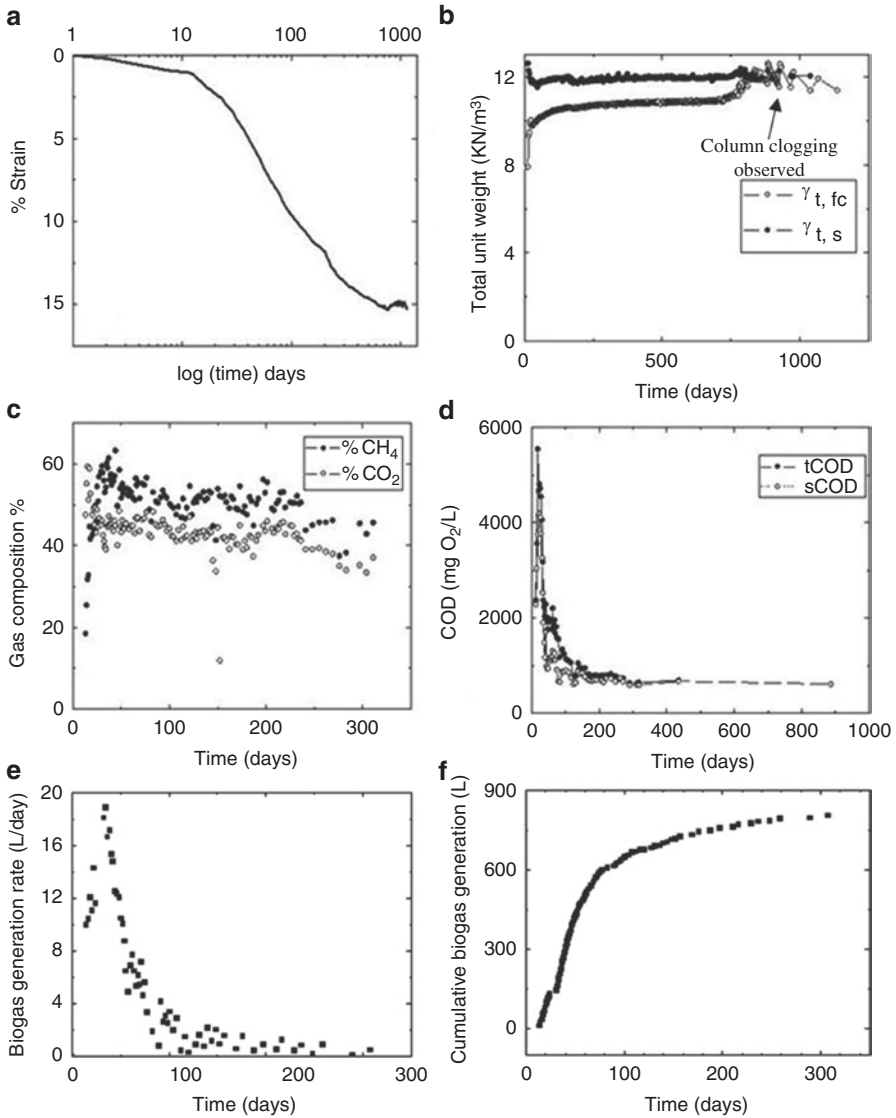 a
1 10 100 1000
0
5
10
15
% Strain
log (time) days
b
12
8
4
0
Total unit weight (KN/m³)
Column clogging
observed
γ t, fc
γ t, s
0 500 1000
Time (days)
c
60
40
20
0
Gas composition %
% CH₄
% CO₂
0 100 200 300
Time (days)
d
6000
4000
2000
0
COD (mg O₂/L)
tCOD
sCOD
0 200 400 600 800 1000
Time (days)
e
20
16
12
8
4
0
Biogas generation rate (L/day)
0 100 200 300
Time (days)
f
900
600
300
0
Cumulative biogas generation (L)
0 100 200 300
Time (days)